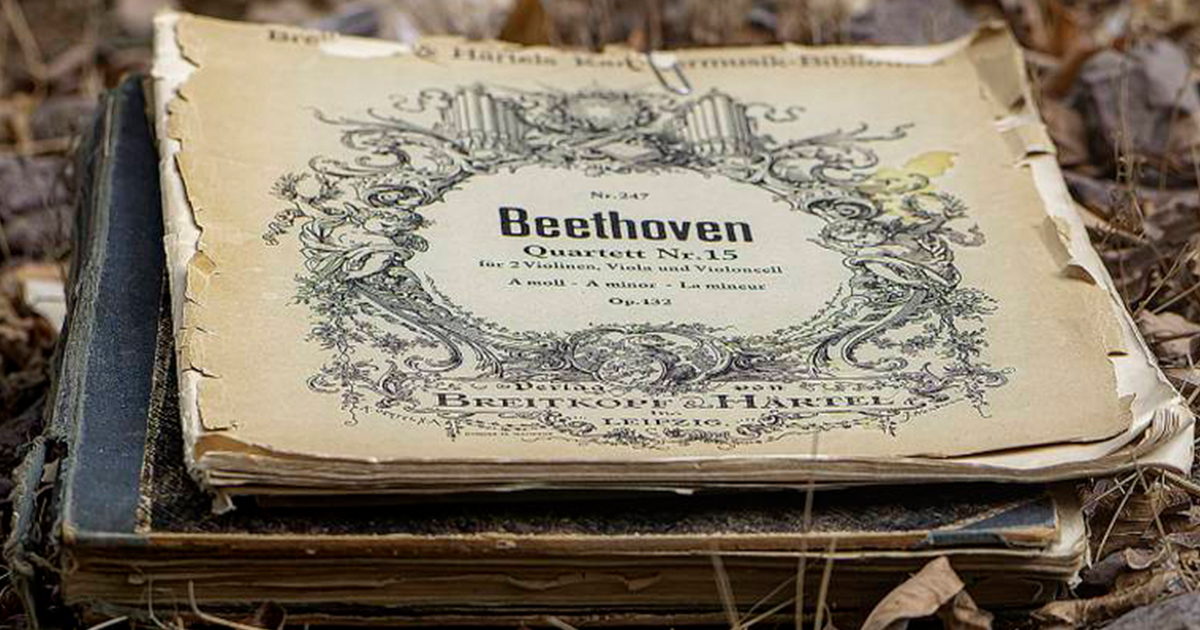 & Härtels Kammermusik-Bibliothek
Nr. 247
Beethoven
Quartett Nr. 15
für 2 Violinen, Viola und Violoncell
A moll - A minor - La mineur
Op. 132
Verlag von
BREITKOPF & HÄRTEL
in
LEIPZIG.